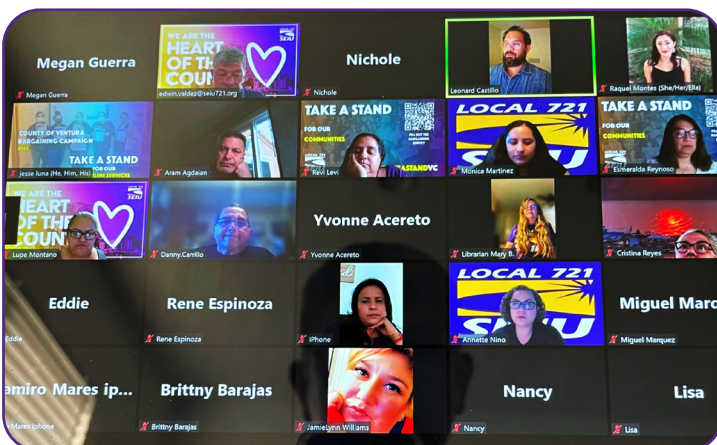 Megan Guerra
Megan Guerra
WE ARE THE
HEART
OF TH
COUN
SEIU
edwin.valdez@seiu721.org
Nichole
Nichole
Leonard Castillo
Raquel Montes (She/Her/Ella)
COUNTY OF VENTURA
BARGAINING CAMPAIGN
TAKE A STAND
FOR OUR
jesse luna (He, Him, His)
Aram Agdaian
TAKE A STAND
FOR OUR
COMMUNITIES
ASTANDVC
Revi Levi
LOCAL 721
Monica Martinez
TAKE A STAND
FOR OUR
COMMUNITIES
Esmeralda Reynoso
HEART
OF THE
COUN
Lupe Montano
Danny.Carrillo
Yvonne Acereto
Yvonne Acereto
Librarian Mary B.
Cristina Reyes
Eddie
Eddie
Rene Espinoza
Rene Espinoza
iPhone
LOCAL 721
Annette Nino
Miguel Marq
Miguel Marquez
amiro Mares ip...
Mares iphone
Brittny Barajas
Brittny Barajas
JamieLynn Williams
Nancy
Nancy
Lisa
Lisa